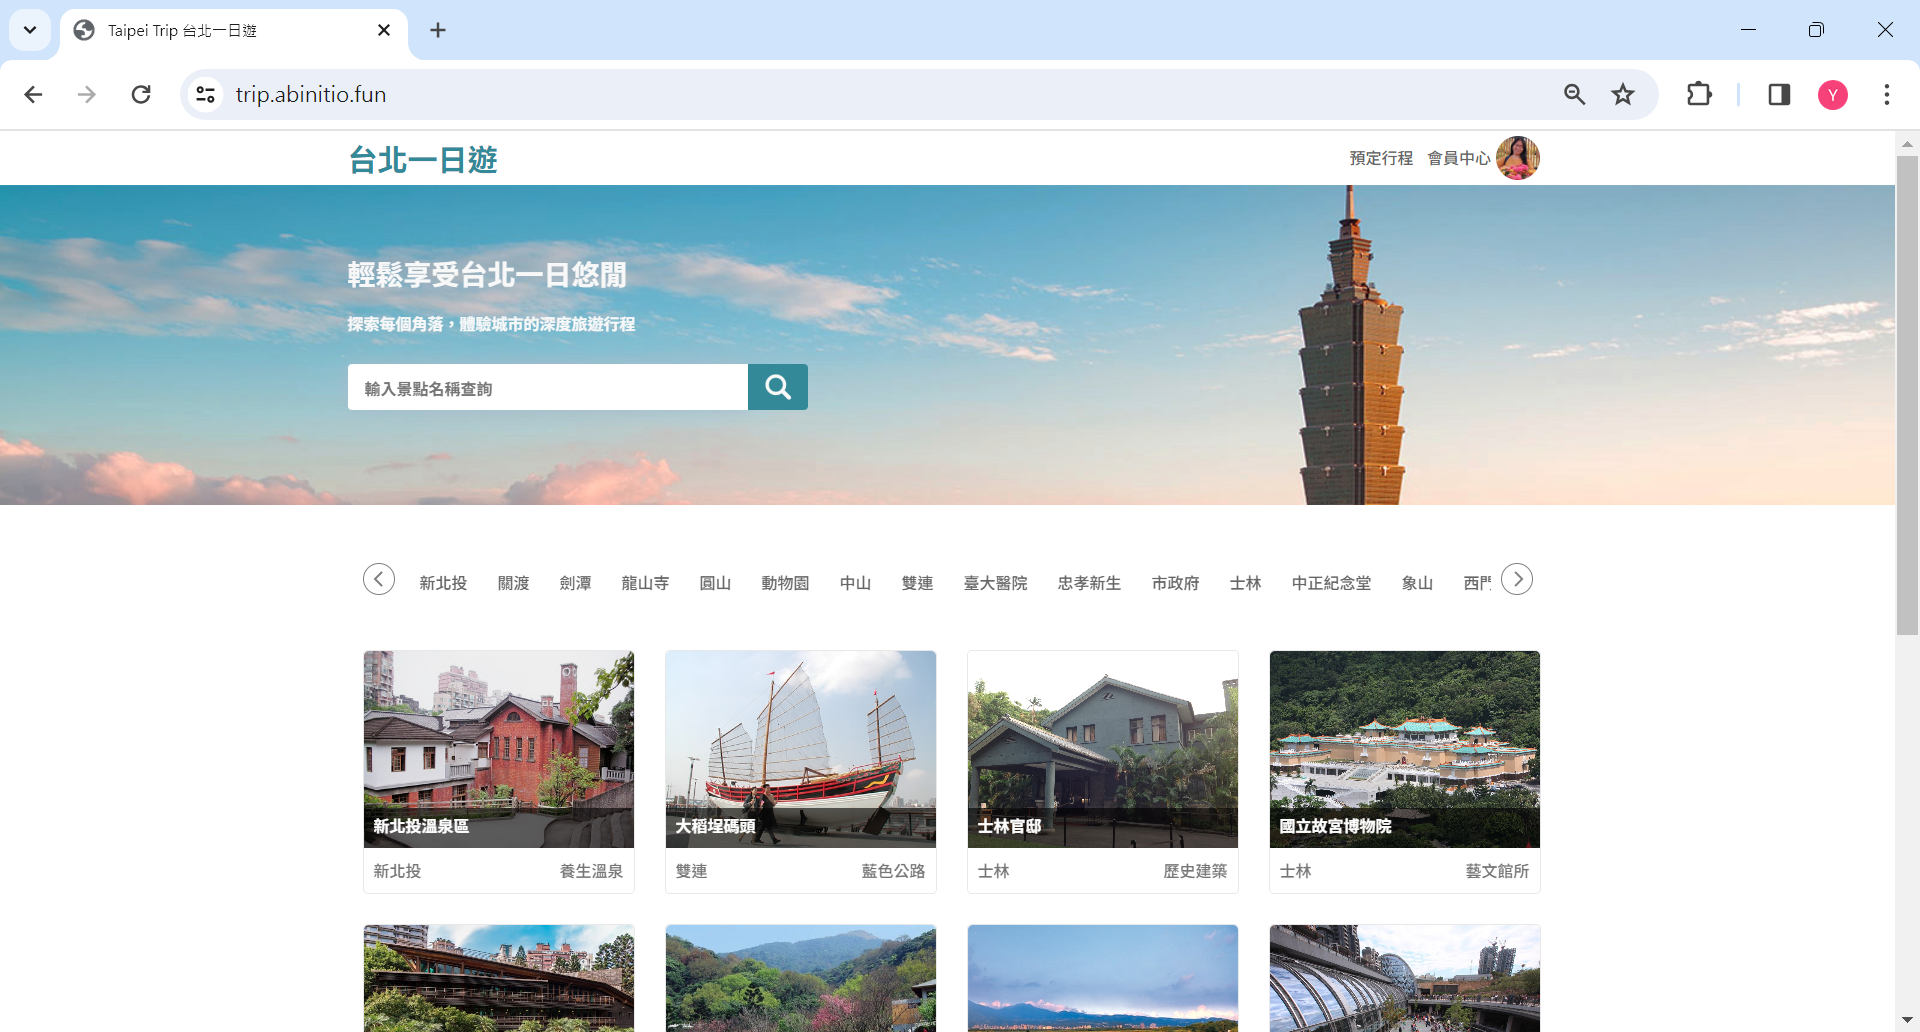 Taipei Trip 台北一日遊
trip.abinitio.fun
Y
台北一日遊
預定行程 會員中心
輕鬆享受台北一日悠閒
探索每個角落，體驗城市的深度旅遊行程
輸入景點名稱查詢
新北投 關渡 劍潭 龍山寺 圓山 動物園 中山 雙連 臺大醫院 忠孝新生 市政府 士林 中正紀念堂 象山 西門
新北投溫泉區
新北投 養生溫泉
大稻埕碼頭
雙連 藍色公路
士林官邸
士林 歷史建築
國立故宮博物院
士林 藝文館所